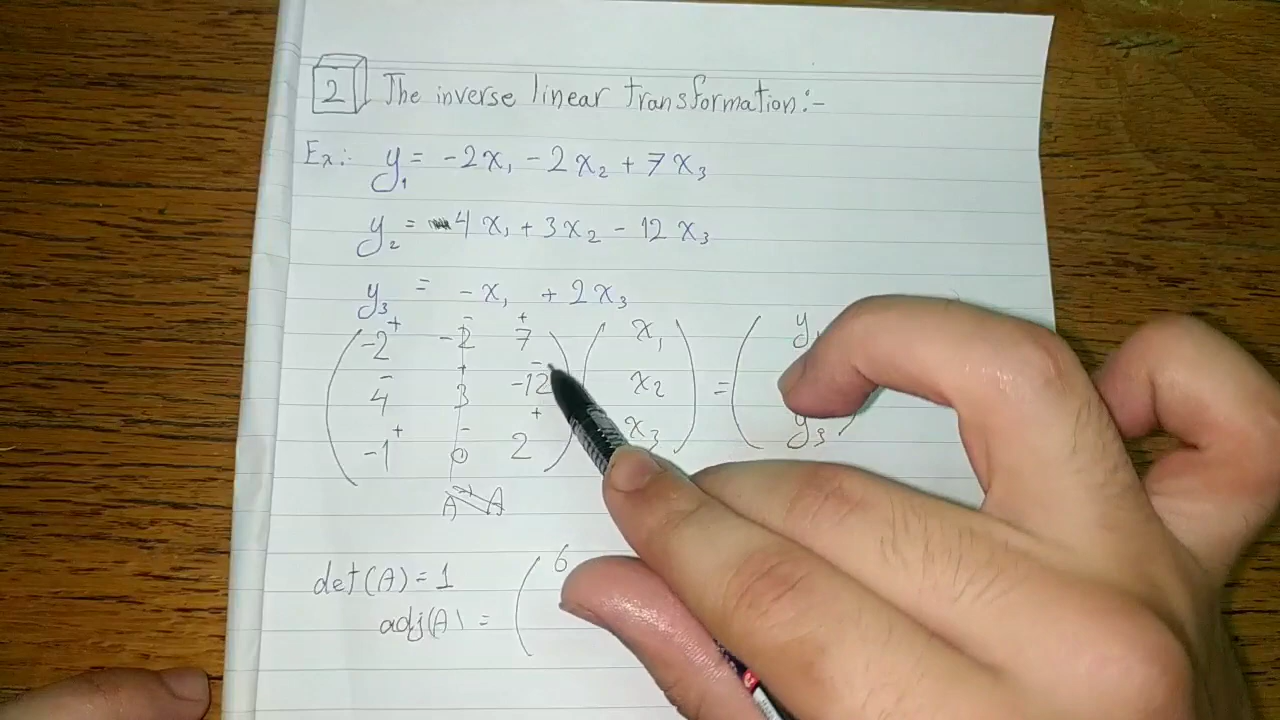 2 The inverse linear transformation:-
Ex:- y₁ = -2x₁ - 2x₂ + 7x₃
y₂ = 4x₁ + 3x₂ - 12x₃
y₃ = -x₁ + 2x₃
+ - +
-2 -2 7 x₁ y₁
- + -
4 3 -12 x₂ =
+ - +
-1 0 2 x₃ y₃
A A
det(A) = 1
6
adj(A) =